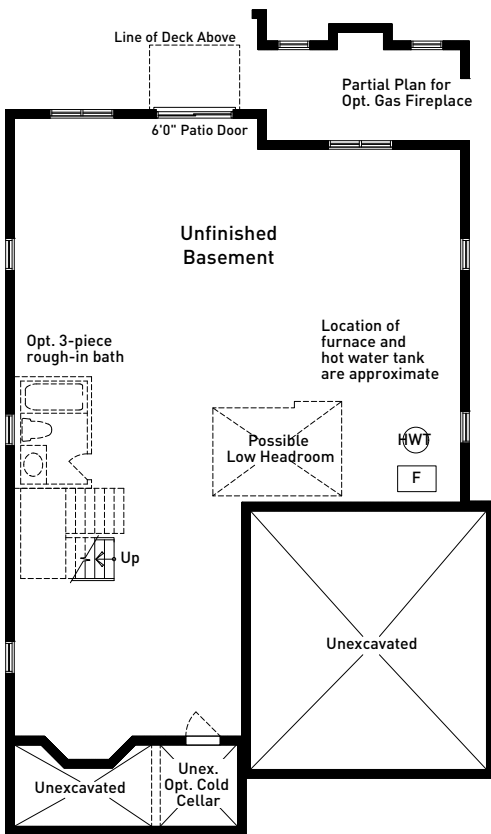 Line of Deck Above
Partial Plan for
Opt. Gas Fireplace
6'0" Patio Door
Unfinished
Basement
Opt. 3-piece
rough-in bath
Location of
furnace and
hot water tank
are approximate
Possible
Low Headroom
HWT
F
Up
Unexcavated
Unexcavated
Unex.
Opt. Cold
Cellar